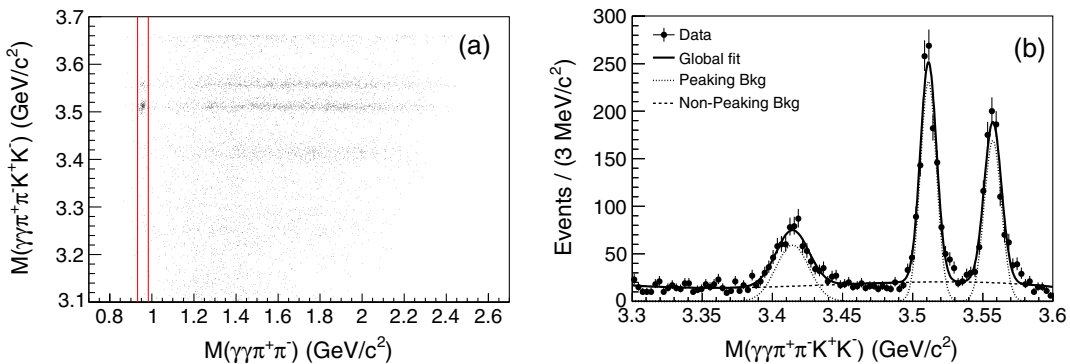 3.7
3.6
3.5
3.4
3.3
3.2
3.1
M(γγπ⁺π⁻K⁺K⁻) (GeV/c²)
(a)
0.8 1 1.2 1.4 1.6 1.8 2 2.2 2.4 2.6
M(γγπ⁺π⁻) (GeV/c²)
300
250
200
150
100
50
0
Events / (3 MeV/c²)
Data
Global fit
Peaking Bkg
Non-Peaking Bkg
(b)
3.3 3.35 3.4 3.45 3.5 3.55 3.6
M(γγπ⁺π⁻K⁺K⁻) (GeV/c²)